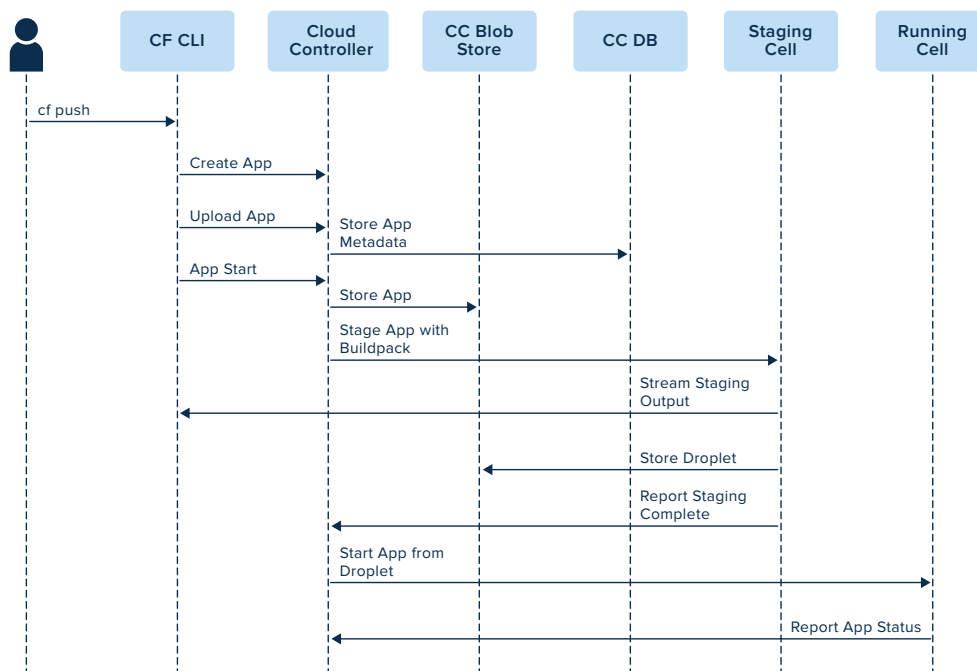 CF CLI
Cloud
Controller
CC Blob
Store
CC DB
Staging
Cell
Running
Cell
cf push
Create App
Upload App
Store App
Metadata
App Start
Store App
Stage App with
Buildpack
Stream Staging
Output
Store Droplet
Report Staging
Complete
Start App from
Droplet
Report App Status